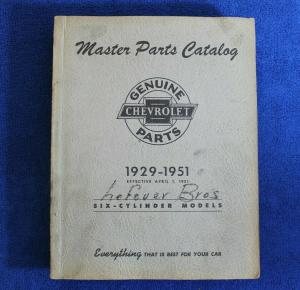 Master Parts Catalog
GENUINE
CHEVROLET
PARTS
1929-1951
EFFECTIVE APRIL 1, 1951
LeFever Bros
SIX-CYLINDER MODELS
Everything THAT IS BEST FOR YOUR CAR